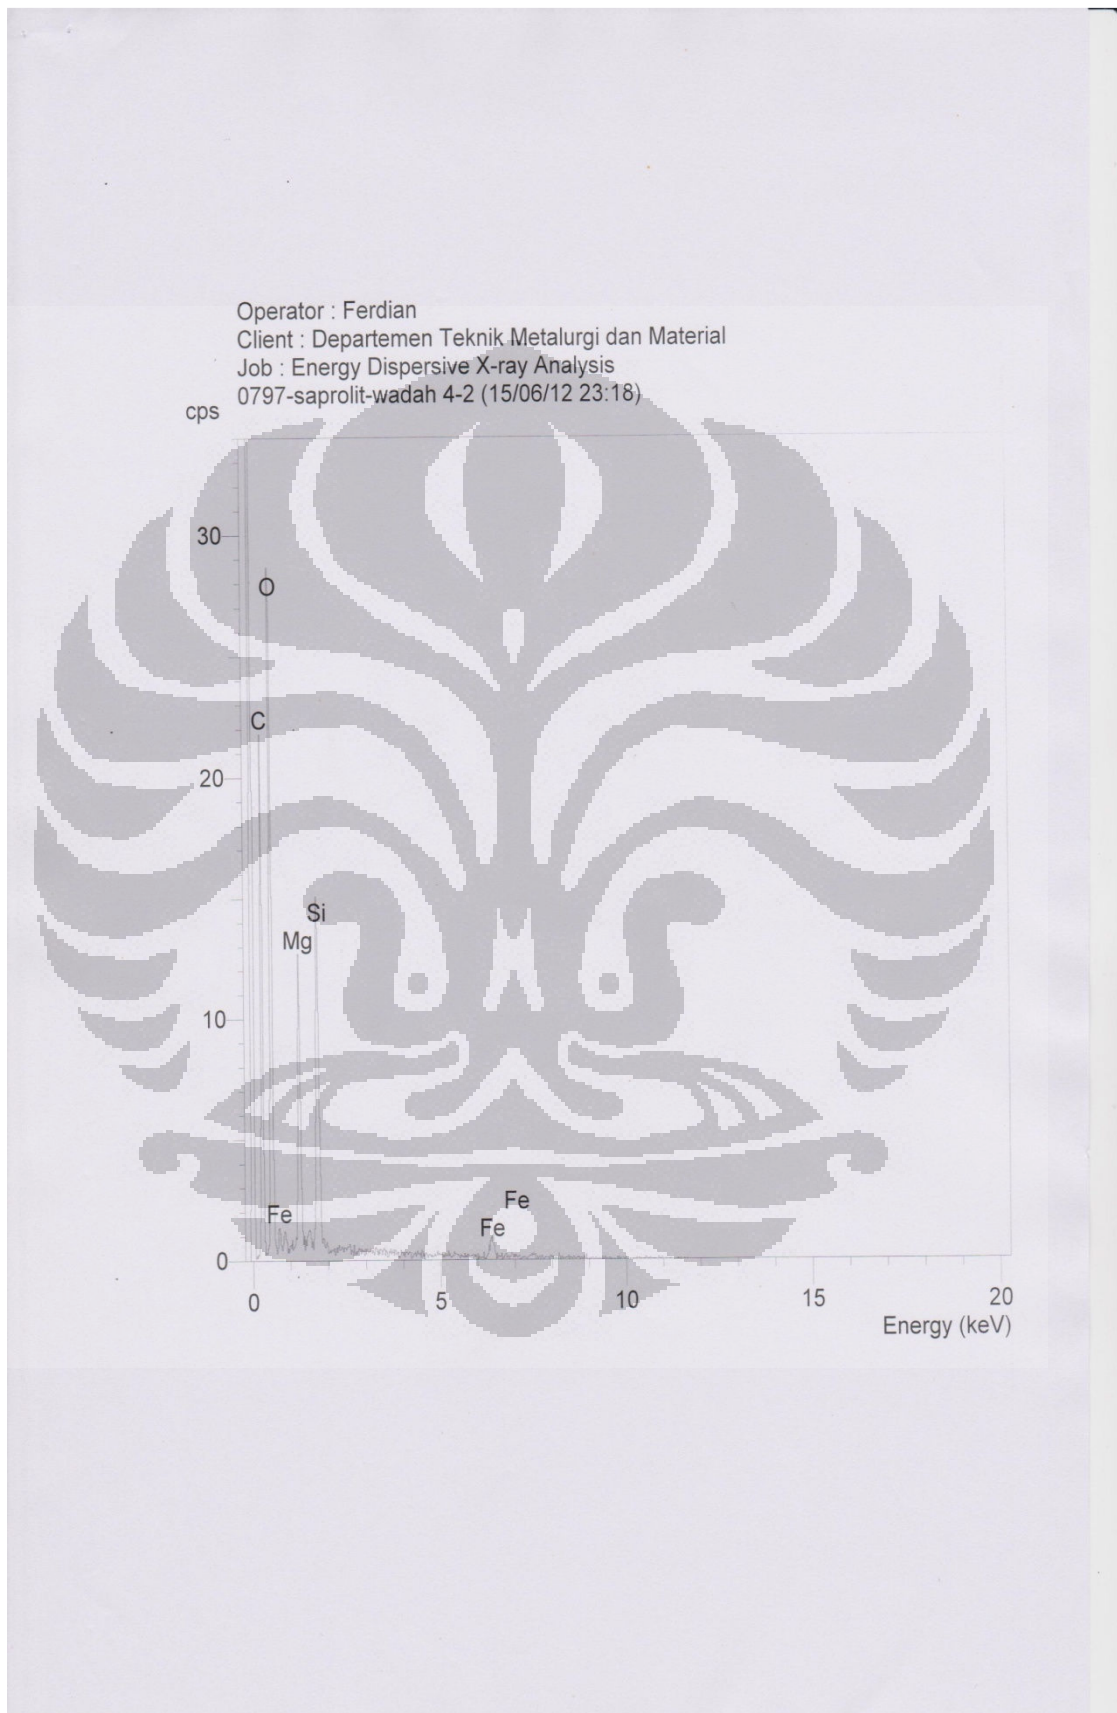 Operator : Ferdian
Client : Departemen Teknik Metalurgi dan Material
Job : Energy Dispersive X-ray Analysis
0797-saprolit-wadah 4-2 (15/06/12 23:18)
cps
30
O
C
20
Si
Mg
10
Fe
Fe
Fe
0
0 5 10 15 20
Energy (keV)